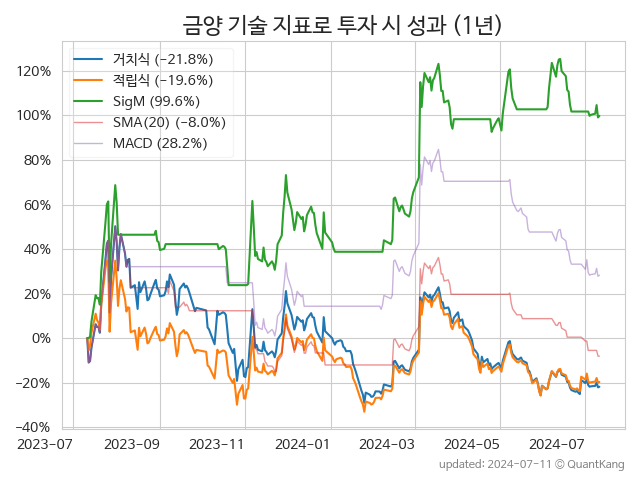 금양 기술 지표로 투자 시 성과 (1년)
거치식 (−21.8%)
적립식 (−19.6%)
SigM (99.6%)
SMA(20) (−8.0%)
MACD (28.2%)
120%
100%
80%
60%
40%
20%
0%
−20%
−40%
2023-07
2023-09
2023-11
2024-01
2024-03
2024-05
2024-07
updated: 2024-07-11 © QuantKang